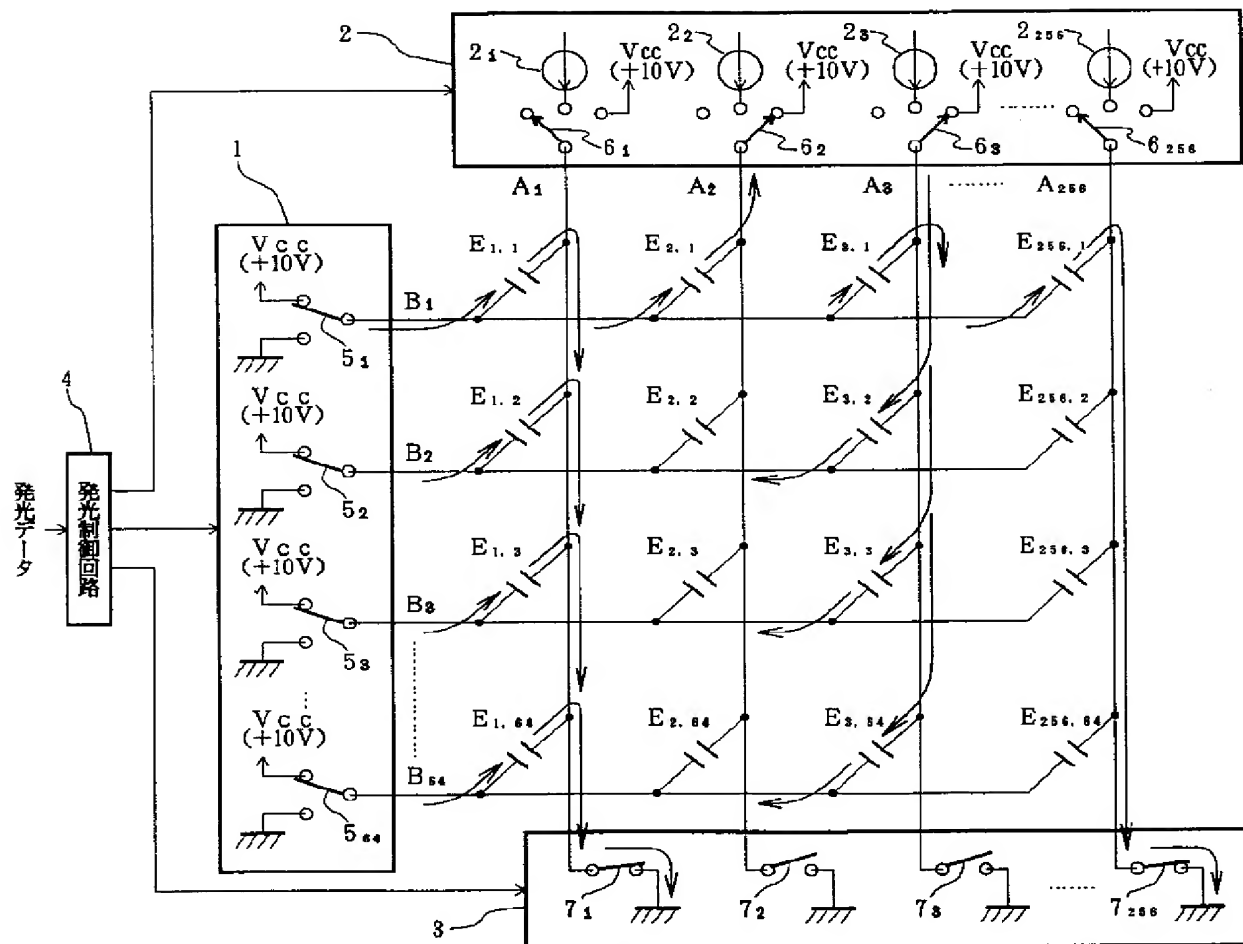 2
2₁
VCC
(+10V)
2₂
VCC
(+10V)
2₃
VCC
(+10V)
2₂₅₆
VCC
(+10V)
6₁
6₂
6₃
6₂₅₆
A₁
A₂
A₃
A₂₅₆
1
VCC
(+10V)
5₁
B₁
E₁,₁
E₂,₁
E₃,₁
E₂₅₆,₁
VCC
(+10V)
5₂
B₂
E₁,₂
E₂,₂
E₃,₂
E₂₅₆,₂
4
発光データ
発光制御回路
VCC
(+10V)
5₃
B₃
E₁,₃
E₂,₃
E₃,₃
E₂₅₆,₃
VCC
(+10V)
5₆₄
B₆₄
E₁,₆₄
E₂,₆₄
E₃,₆₄
E₂₅₆,₆₄
3
7₁
7₂
7₃
7₂₅₆